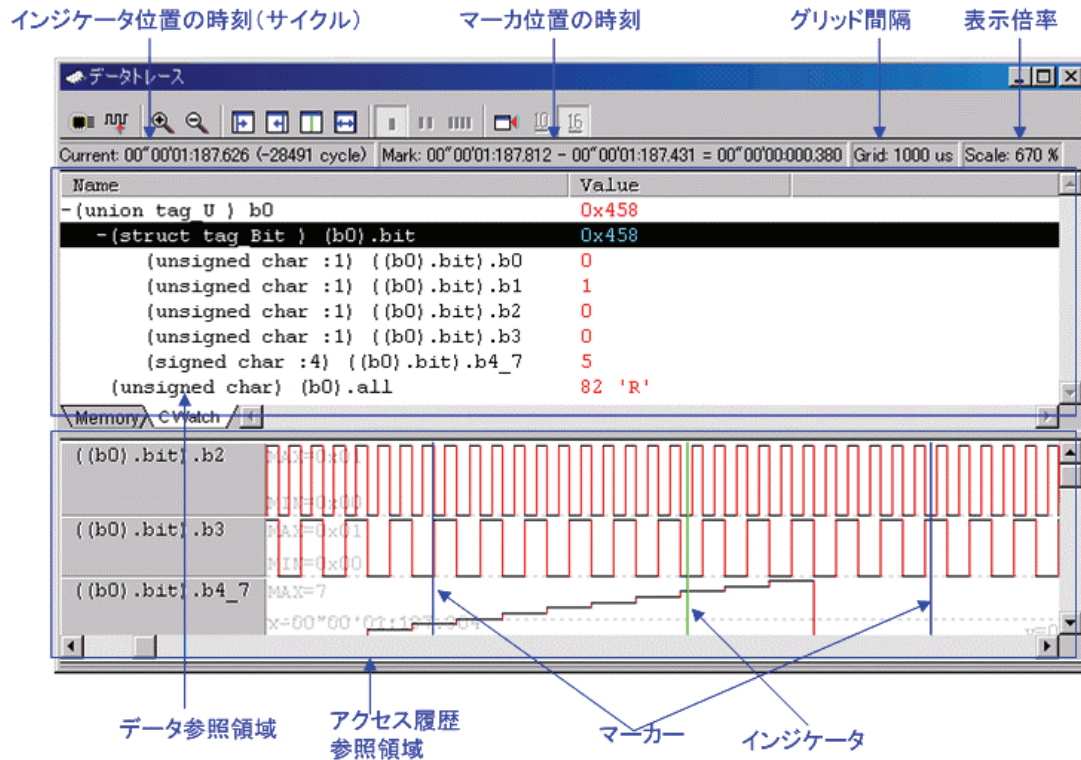 インジケータ位置の時刻(サイクル) マーカ位置の時刻 グリッド間隔 表示倍率
データトレース
10 16
Current: 00"00'01:187.626 (-28491 cycle) Mark: 00"00'01:187.812 - 00"00'01:187.431 = 00"00'00:000.380 Grid: 1000 us Scale: 670 %
Name Value
-(union tag_U ) b0 0x458
-(struct tag_Bit ) (b0).bit 0x458
(unsigned char :1) ((b0).bit).b0 0
(unsigned char :1) ((b0).bit).b1 1
(unsigned char :1) ((b0).bit).b2 0
(unsigned char :1) ((b0).bit).b3 0
(signed char :4) ((b0).bit).b4_7 5
(unsigned char) (b0).all 82 'R'
Memory CWatch
((b0).bit).b2 MAX=0x01
MIN=0x00
((b0).bit).b3 MAX=0x01
MIN=0x00
((b0).bit).b4_7 MAX=7
データ参照領域 アクセス履歴 マーカー インジケータ
参照領域